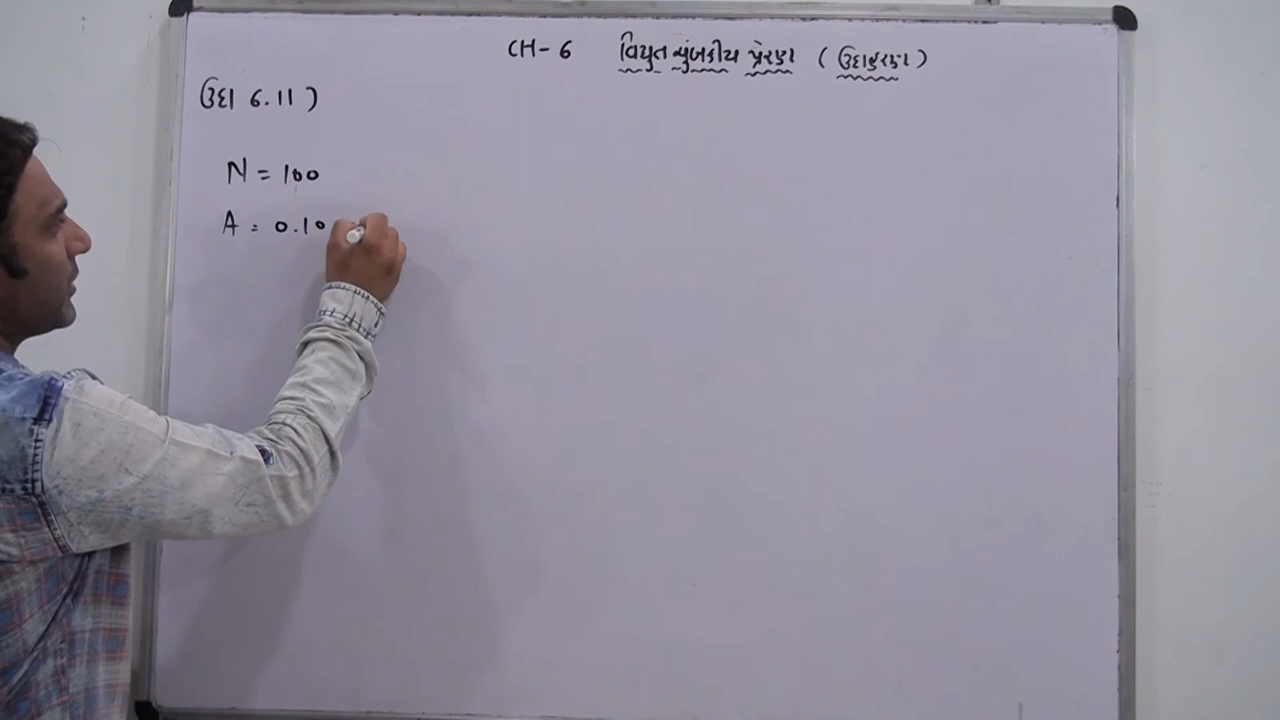 CH-6 વિદ્યુત ચુંબકીય પ્રેરણ (ઉદાહરણ)
ઉદા 6.11)
N = 100
A = 0.10